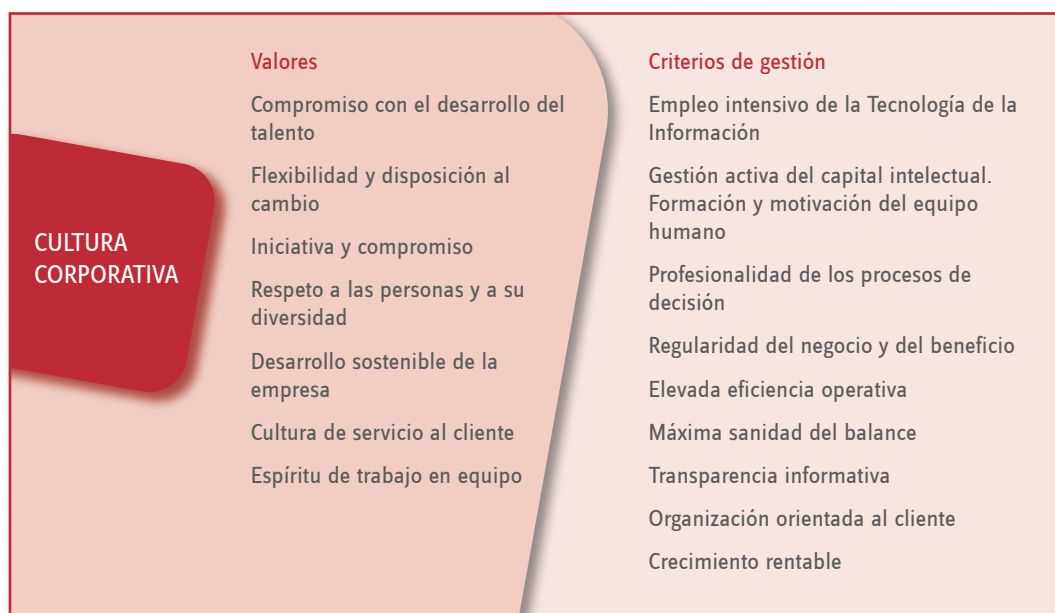 CULTURA
CORPORATIVA
Valores
Compromiso con el desarrollo del
talento
Flexibilidad y disposición al
cambio
Iniciativa y compromiso
Respeto a las personas y a su
diversidad
Desarrollo sostenible de la
empresa
Cultura de servicio al cliente
Espíritu de trabajo en equipo
Criterios de gestión
Empleo intensivo de la Tecnología de la
Información
Gestión activa del capital intelectual.
Formación y motivación del equipo
humano
Profesionalidad de los procesos de
decisión
Regularidad del negocio y del beneficio
Elevada eficiencia operativa
Máxima sanidad del balance
Transparencia informativa
Organización orientada al cliente
Crecimiento rentable